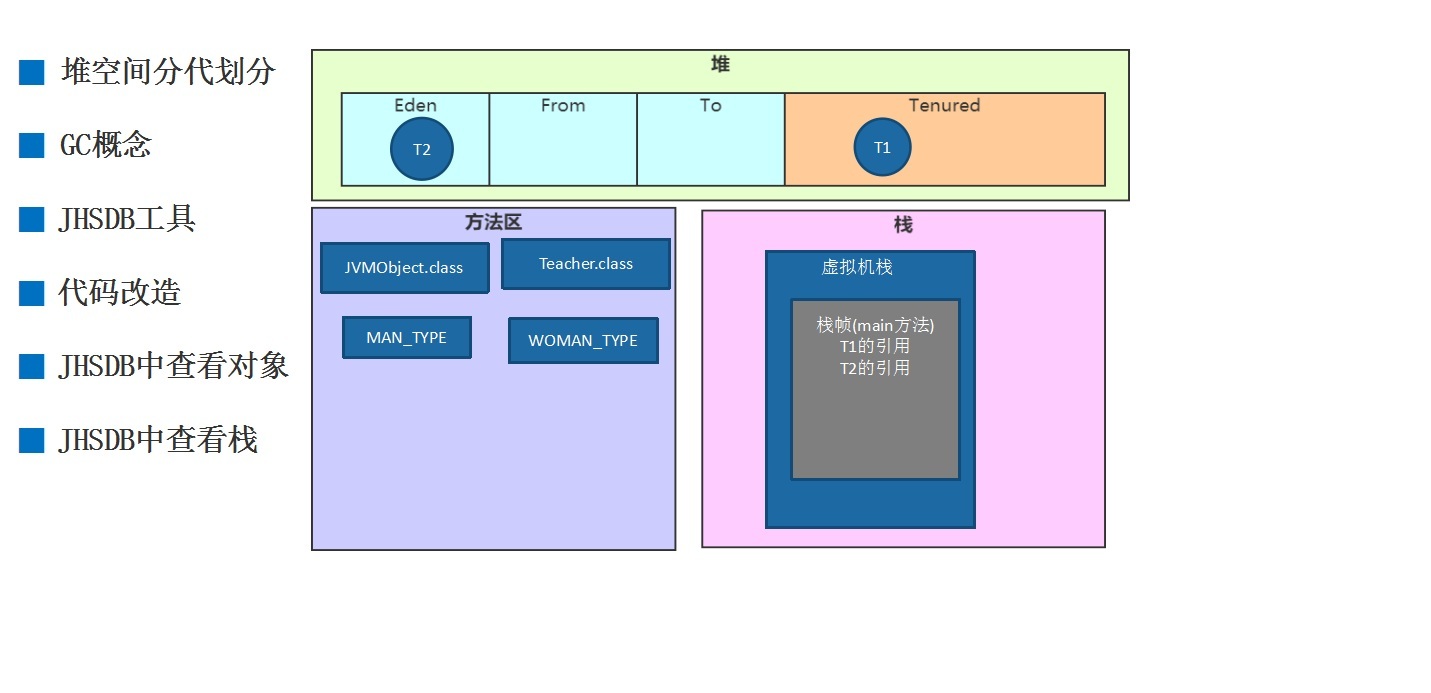 堆空间分代划分
GC概念
JHSDB工具
代码改造
JHSDB中查看对象
JHSDB中查看栈
堆
Eden
From
To
Tenured
T2
T1
方法区
JVMObject.class
Teacher.class
MAN_TYPE
WOMAN_TYPE
栈
虚拟机栈
栈帧(main方法)
T1的引用
T2的引用